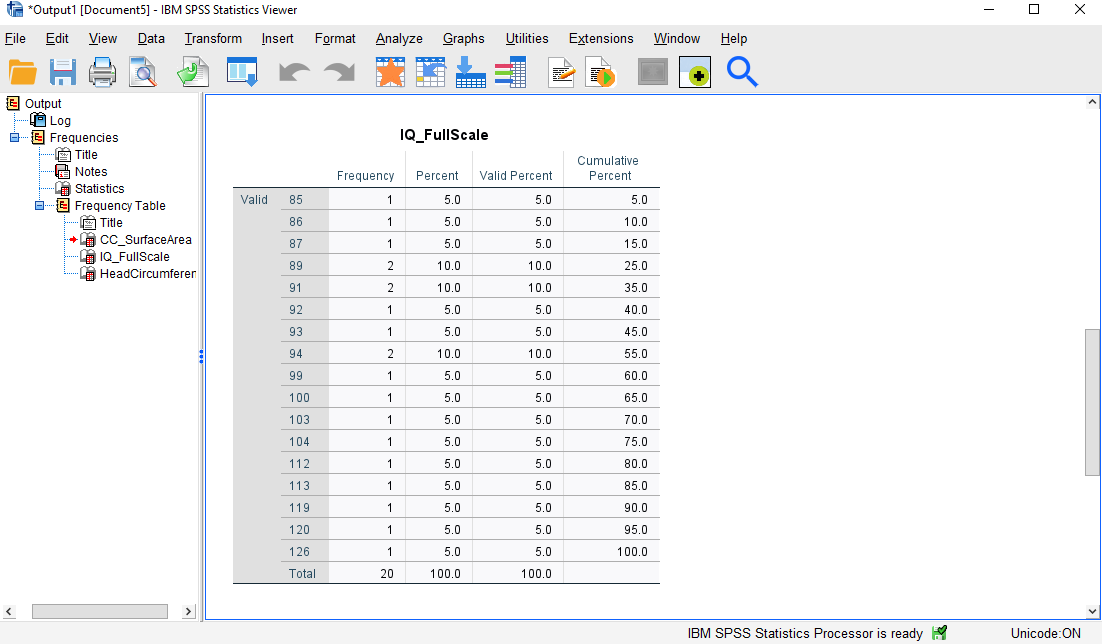 *Output1 [Document5] - IBM SPSS Statistics Viewer
File Edit View Data Transform Insert Format Analyze Graphs Utilities Extensions Window Help
Output
Log
Frequencies
Title
Notes
Statistics
Frequency Table
Title
CC_SurfaceArea
IQ_FullScale
HeadCircumferen
IQ_FullScale
Frequency Percent Valid Percent Cumulative Percent
Valid 85 1 5.0 5.0 5.0
86 1 5.0 5.0 10.0
87 1 5.0 5.0 15.0
89 2 10.0 10.0 25.0
91 2 10.0 10.0 35.0
92 1 5.0 5.0 40.0
93 1 5.0 5.0 45.0
94 2 10.0 10.0 55.0
99 1 5.0 5.0 60.0
100 1 5.0 5.0 65.0
103 1 5.0 5.0 70.0
104 1 5.0 5.0 75.0
112 1 5.0 5.0 80.0
113 1 5.0 5.0 85.0
119 1 5.0 5.0 90.0
120 1 5.0 5.0 95.0
126 1 5.0 5.0 100.0
Total 20 100.0 100.0
IBM SPSS Statistics Processor is ready Unicode:ON